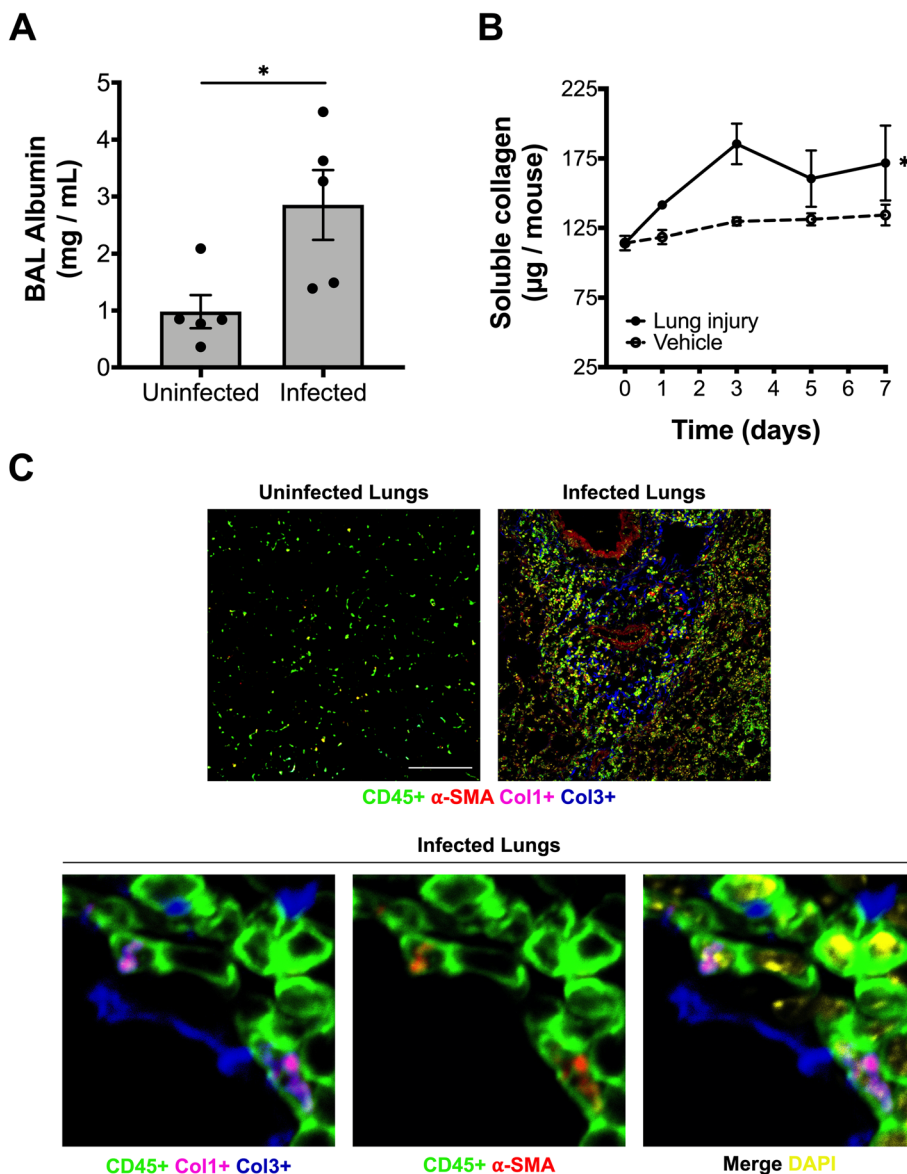 A
*
BAL Albumin
(mg / mL)
5
4
3
2
1
0
Uninfected Infected
B
Soluble collagen
(µg / mouse)
225
175
125
75
25
*
Lung injury
Vehicle
0 1 2 3 4 5 6 7
Time (days)
C
Uninfected Lungs Infected Lungs
CD45+ α-SMA Col1+ Col3+
Infected Lungs
CD45+ Col1+ Col3+ CD45+ α-SMA Merge DAPI